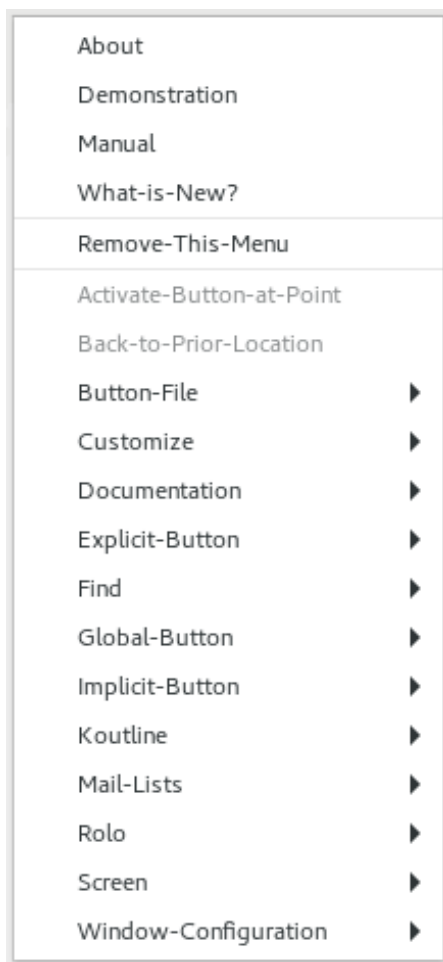 About
Demonstration
Manual
What-is-New?
Remove-This-Menu
Activate-Button-at-Point
Back-to-Prior-Location
Button-File
Customize
Documentation
Explicit-Button
Find
Global-Button
Implicit-Button
Koutline
Mail-Lists
Rolo
Screen
Window-Configuration